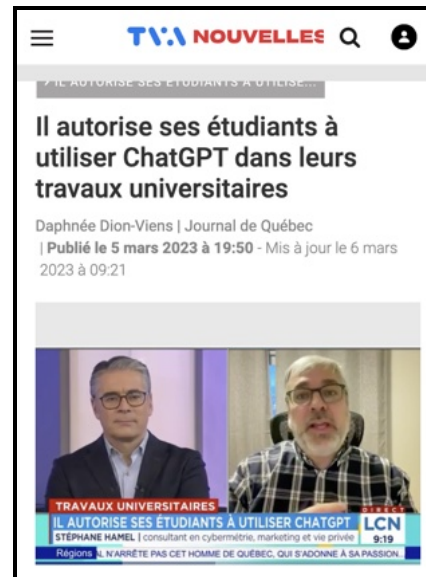 TVA NOUVELLES
> IL AUTORISE SES ÉTUDIANTS À UTILISE...
Il autorise ses étudiants à
utiliser ChatGPT dans leurs
travaux universitaires
Daphnée Dion-Viens | Journal de Québec
| Publié le 5 mars 2023 à 19:50 - Mis à jour le 6 mars
2023 à 09:21
TRAVAUX UNIVERSITAIRES
DIRECT
IL AUTORISE SES ÉTUDIANTS À UTILISER CHATGPT
LCN
STÉPHANE HAMEL | consultant en cybermétrie, marketing et vie privée
9:19
Régions N'ARRÊTE PAS CET HOMME DE QUÉBEC, QUI S'ADONNE À SA PASSION...